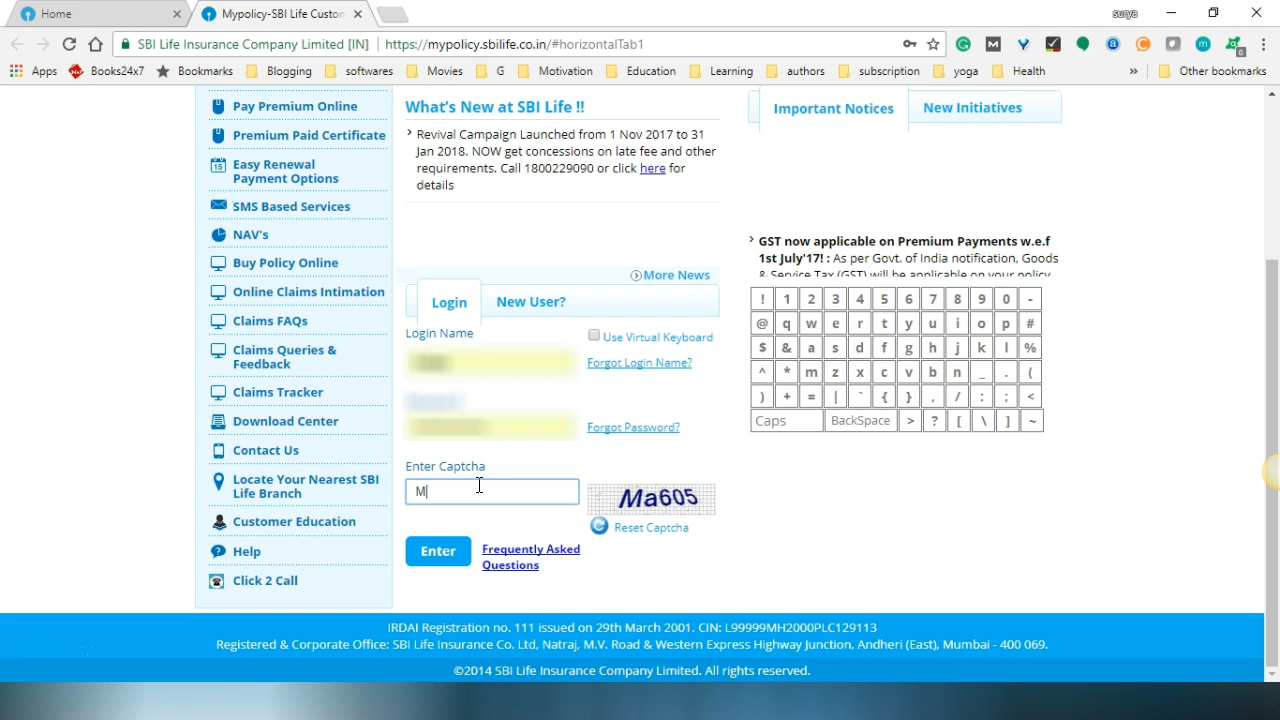 Home
Mypolicy-SBI Life Custom
surya
SBI Life Insurance Company Limited [IN]
https://mypolicy.sbilife.co.in/#horizontalTab1
Apps
Books24x7
Bookmarks
Blogging
softwares
Movies
G
Motivation
Education
Learning
authors
subscription
yoga
Health
»
Other bookmarks
Pay Premium Online
Premium Paid Certificate
Easy Renewal
Payment Options
SMS Based Services
NAV's
Buy Policy Online
Online Claims Intimation
Claims FAQs
Claims Queries &
Feedback
Claims Tracker
Download Center
Contact Us
Locate Your Nearest SBI
Life Branch
Customer Education
Help
Click 2 Call
What's New at SBI Life !!
Revival Campaign Launched from 1 Nov 2017 to 31
Jan 2018. NOW get concessions on late fee and other
requirements. Call 1800229090 or click here for
details
More News
Login
New User?
Login Name
Use Virtual Keyboard
Forgot Login Name?
Forgot Password?
Enter Captcha
M
Ma605
Reset Captcha
Enter
Frequently Asked
Questions
Important Notices
New Initiatives
GST now applicable on Premium Payments w.e.f
1st July'17! : As per Govt. of India notification, Goods
& Service Tax (GST) will be applicable on your policy
! 1 2 3 4 5 6 7 8 9 0 -
@ q w e r t y u i o p #
$ & a s d f g h j k l %
^ * m z x c v b n _ . (
) + = | ` { } , / : ; <
Caps BackSpace > ? [ \ ] ~
IRDAI Registration no. 111 issued on 29th March 2001. CIN: L99999MH2000PLC129113
Registered & Corporate Office: SBI Life Insurance Co. Ltd, Natraj, M.V. Road & Western Express Highway Junction, Andheri (East), Mumbai - 400 069.
©2014 SBI Life Insurance Company Limited. All rights reserved.